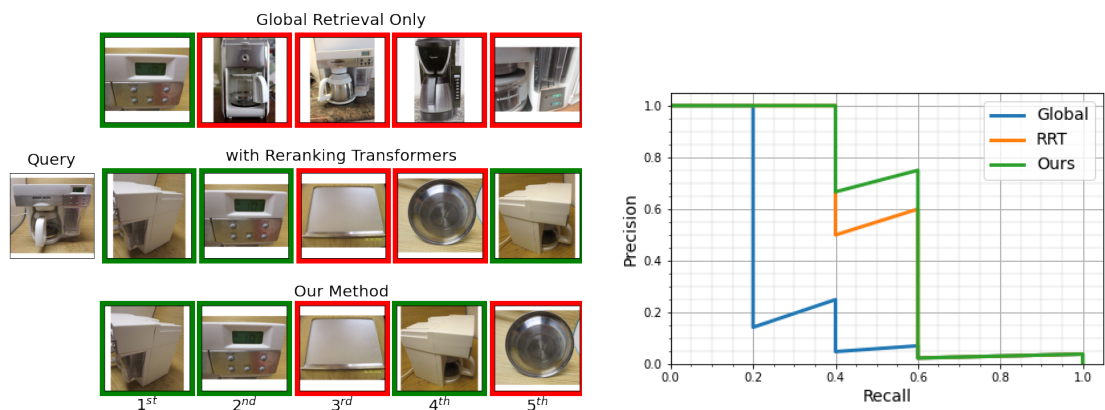 Global Retrieval Only
with Reranking Transformers
Query
Our Method
1st 2nd 3rd 4th 5th
Global
RRT
Ours
Precision
1.0
0.8
0.6
0.4
0.2
0.0
0.0 0.2 0.4 0.6 0.8 1.0
Recall